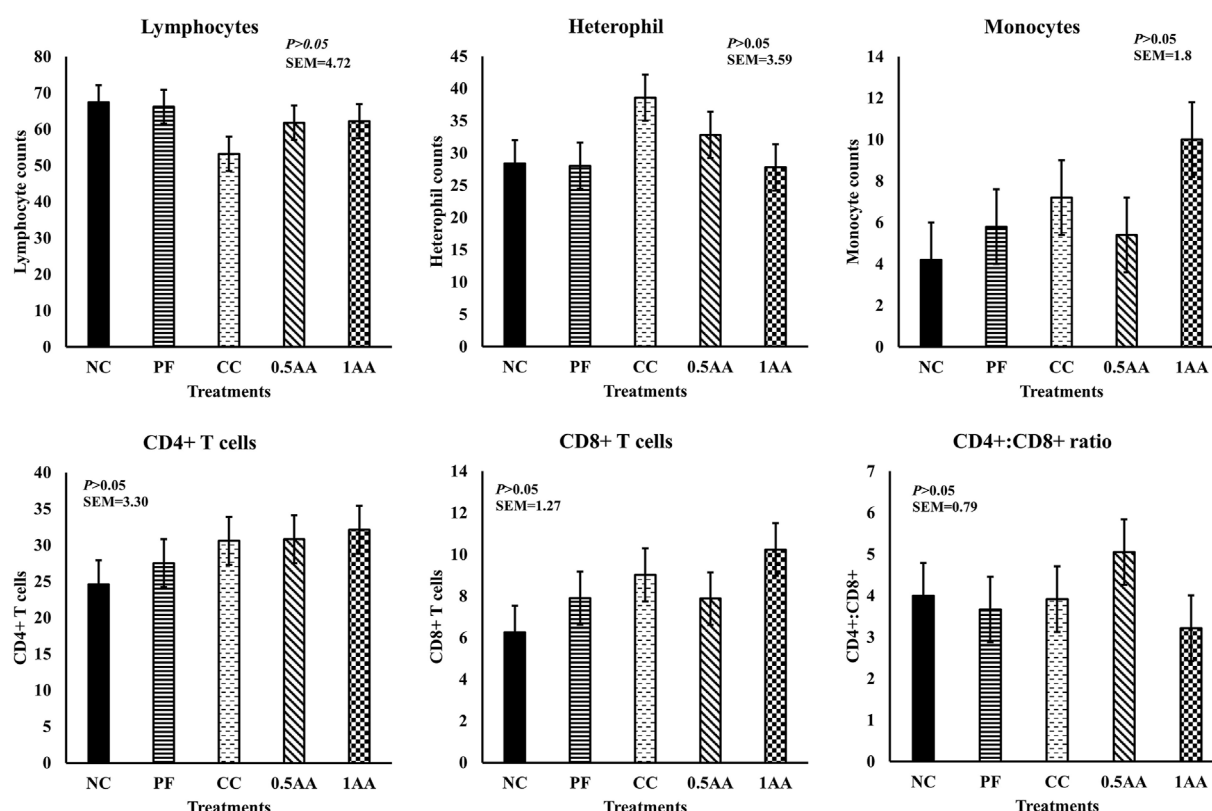 Lymphocytes
P>0.05
SEM=4.72
Lymphocyte counts
80
70
60
50
40
30
20
10
0
NC PF CC 0.5AA 1AA
Treatments
Heterophil
P>0.05
SEM=3.59
Heterophil counts
45
40
35
30
25
20
15
10
5
0
NC PF CC 0.5AA 1AA
Treatments
Monocytes
P>0.05
SEM=1.8
Monocyte counts
14
12
10
8
6
4
2
0
NC PF CC 0.5AA 1AA
Treatments
CD4+ T cells
P>0.05
SEM=3.30
CD4+ T cells
40
35
30
25
20
15
10
5
0
NC PF CC 0.5AA 1AA
Treatments
CD8+ T cells
P>0.05
SEM=1.27
CD8+ T cells
14
12
10
8
6
4
2
0
NC PF CC 0.5AA 1AA
Treatments
CD4+:CD8+ ratio
P>0.05
SEM=0.79
CD4+:CD8+
7
6
5
4
3
2
1
0
NC PF CC 0.5AA 1AA
Treatments